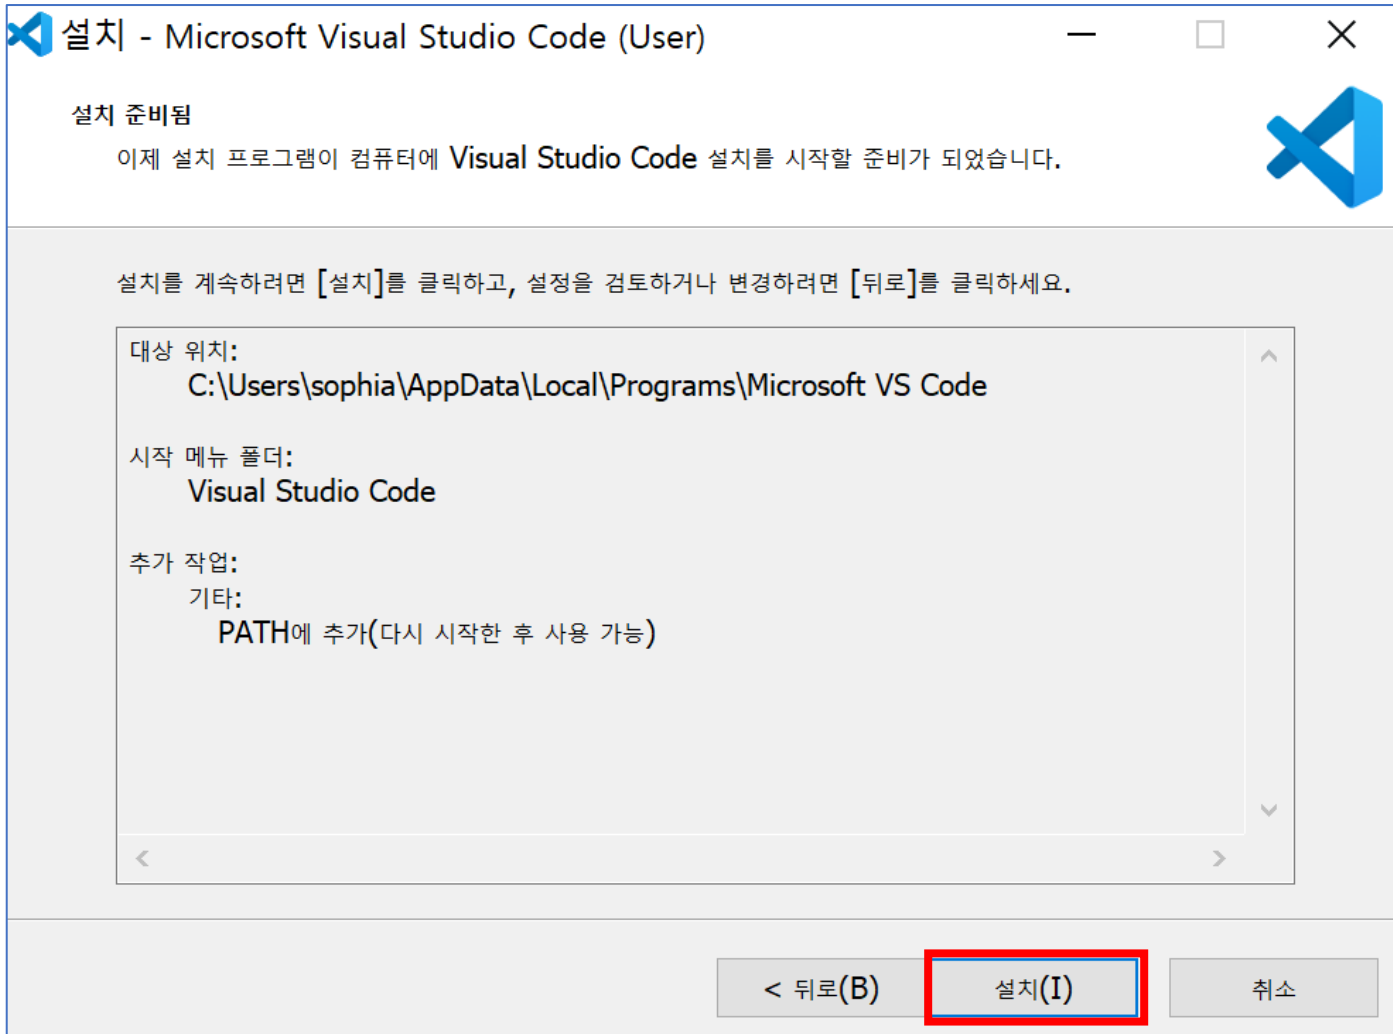 설치 - Microsoft Visual Studio Code (User)
설치 준비됨
이제 설치 프로그램이 컴퓨터에 Visual Studio Code 설치를 시작할 준비가 되었습니다.
설치를 계속하려면 [설치]를 클릭하고, 설정을 검토하거나 변경하려면 [뒤로]를 클릭하세요.
대상 위치:
C:\Users\sophia\AppData\Local\Programs\Microsoft VS Code
시작 메뉴 폴더:
Visual Studio Code
추가 작업:
기타:
PATH에 추가(다시 시작한 후 사용 가능)
< 뒤로(B)
설치(I)
취소